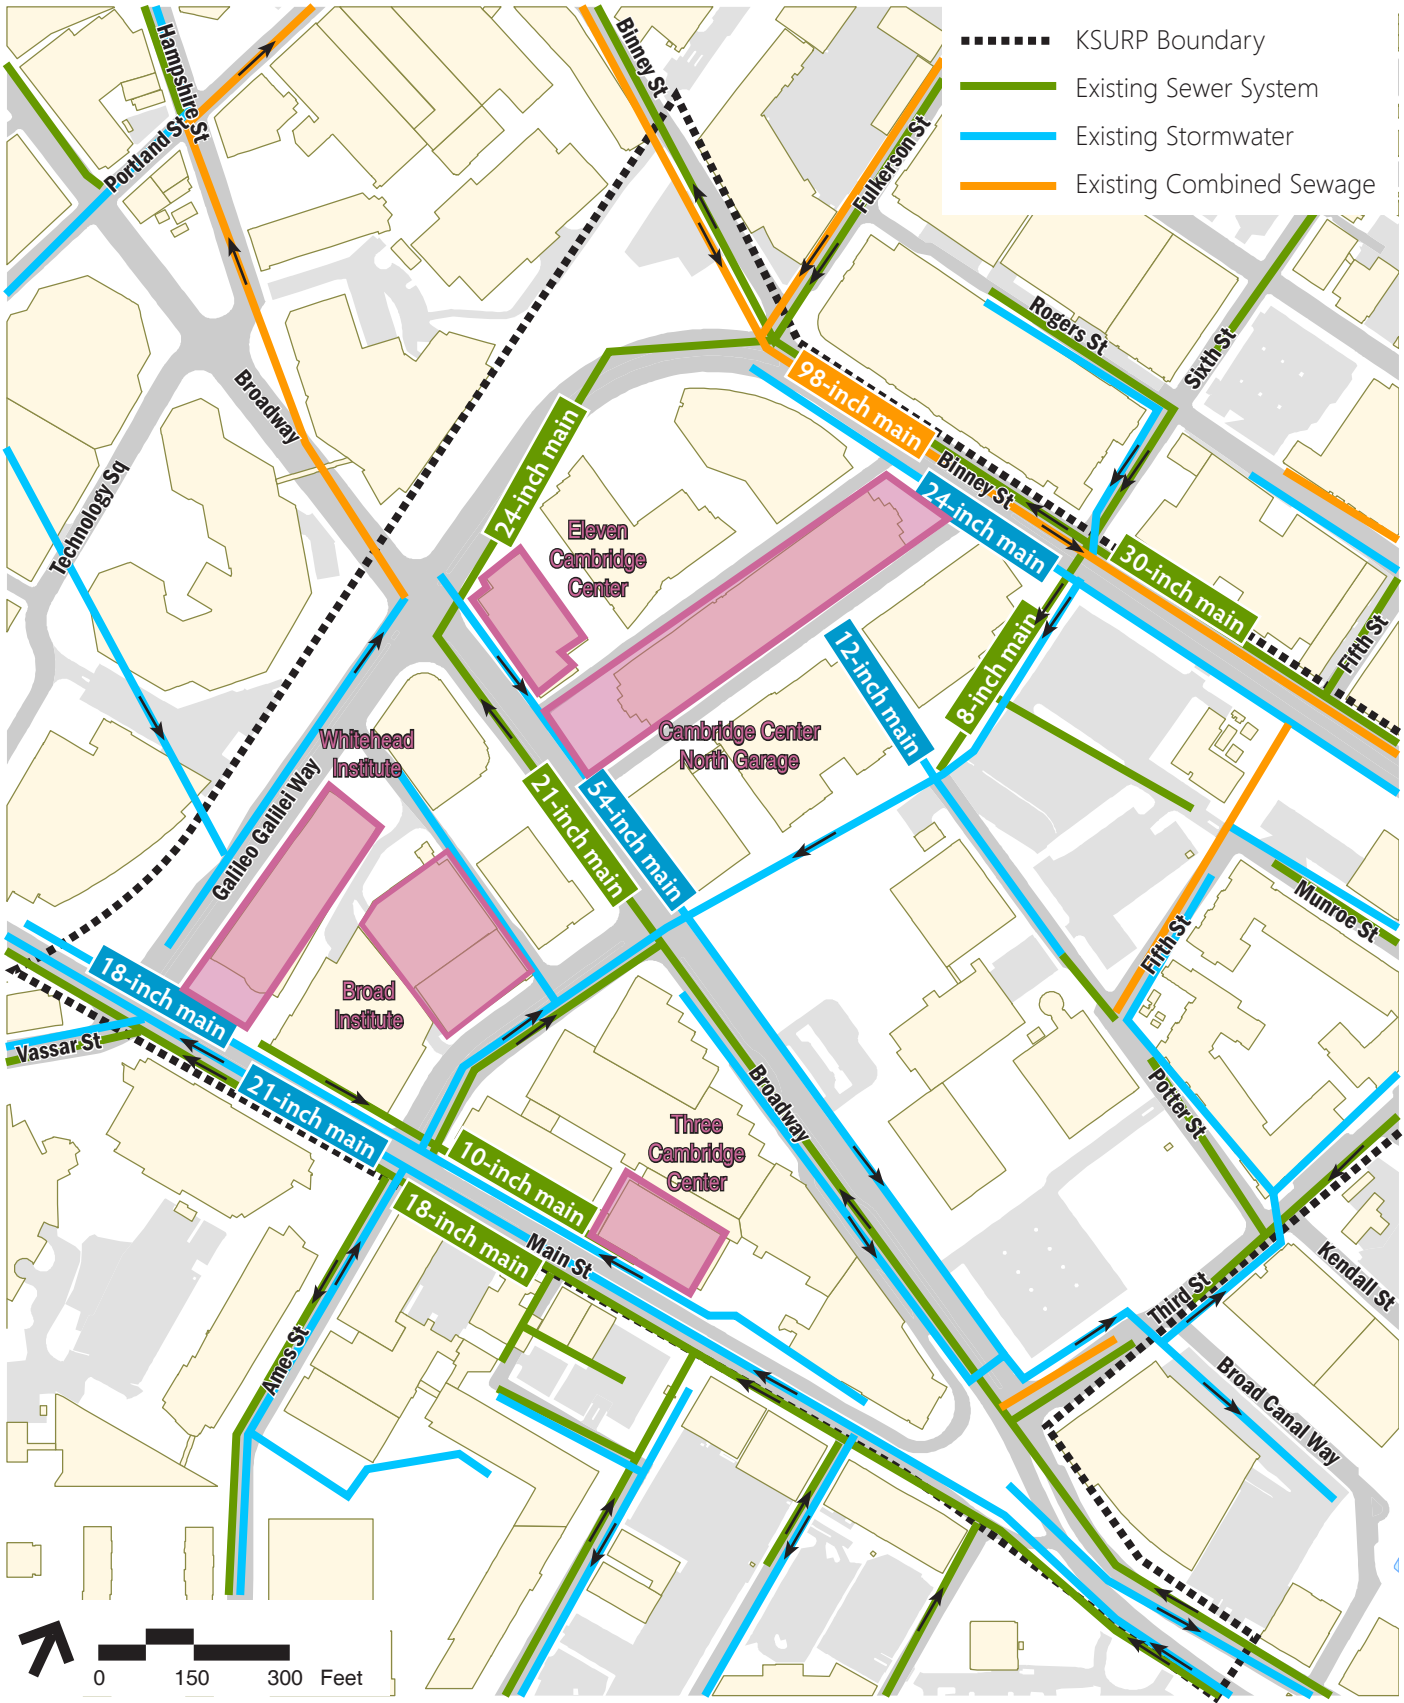 KSURP Boundary
Existing Sewer System
Existing Stormwater
Existing Combined Sewage
Hampshire St
Portland St
Binney St
Fulkerson St
Rogers St
Sixth St
Broadway
Technology Sq
98-inch main
Binney St
24-inch main
24-inch main
30-inch main
Eleven
Cambridge
Center
Fifth St
12-inch main
8-inch main
Cambridge Center
North Garage
Whitehead
Institute
Galileo Galilei Way
21-inch main
54-inch main
Munroe St
Fifth St
18-inch main
Broad
Institute
Vassar St
21-inch main
Broadway
Potter St
Three
Cambridge
Center
10-inch main
18-inch main
Main St
Kendall St
Third St
Ames St
Broad Canal Way
0 150 300 Feet